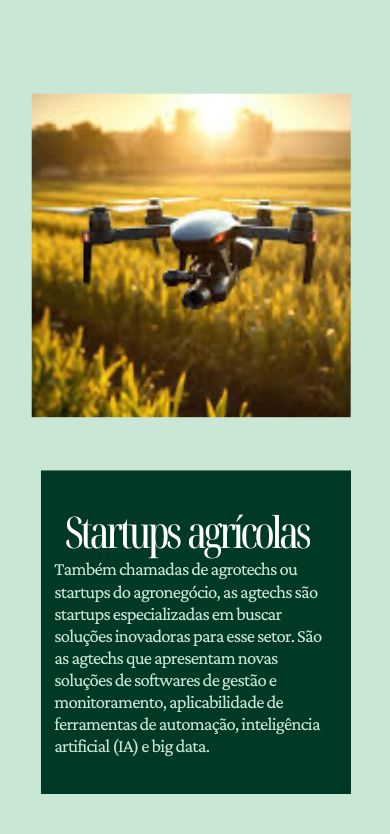 Startups agrícolas
Também chamadas de agrotechs ou
startups do agronegócio, as agtechs são
startups especializadas em buscar
soluções inovadoras para esse setor. São
as agtechs que apresentam novas
soluções de softwares de gestão e
monitoramento, aplicabilidade de
ferramentas de automação, inteligência
artificial (IA) e big data.